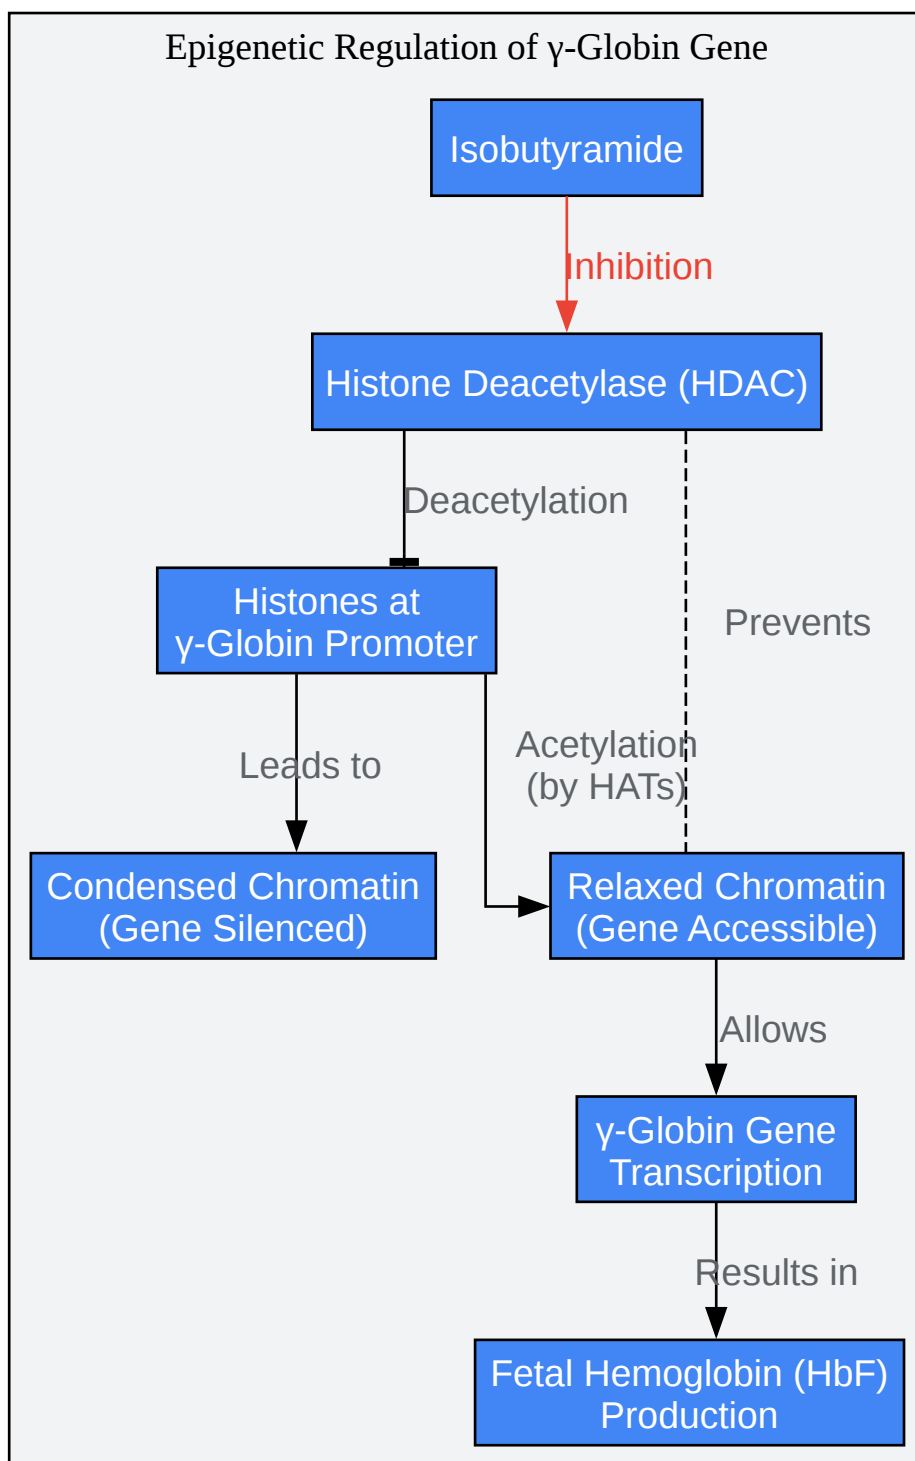 Epigenetic Regulation of γ-Globin Gene
Isobutyramide
Inhibition
Histone Deacetylase (HDAC)
Deacetylation
Histones at
γ-Globin Promoter
Prevents
Leads to
Acetylation
(by HATs)
Condensed Chromatin
(Gene Silenced)
Relaxed Chromatin
(Gene Accessible)
Allows
γ-Globin Gene
Transcription
Results in
Fetal Hemoglobin (HbF)
Production